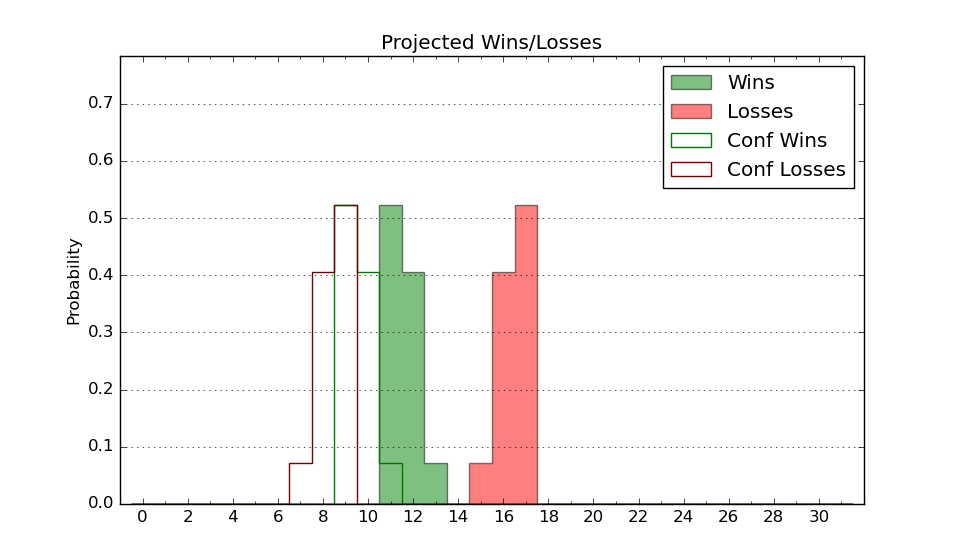 Projected Wins/Losses
Wins
Losses
Conf Wins
Conf Losses
Probability
0.7
0.6
0.5
0.4
0.3
0.2
0.1
0.0
0 2 4 6 8 10 12 14 16 18 20 22 24 26 28 30